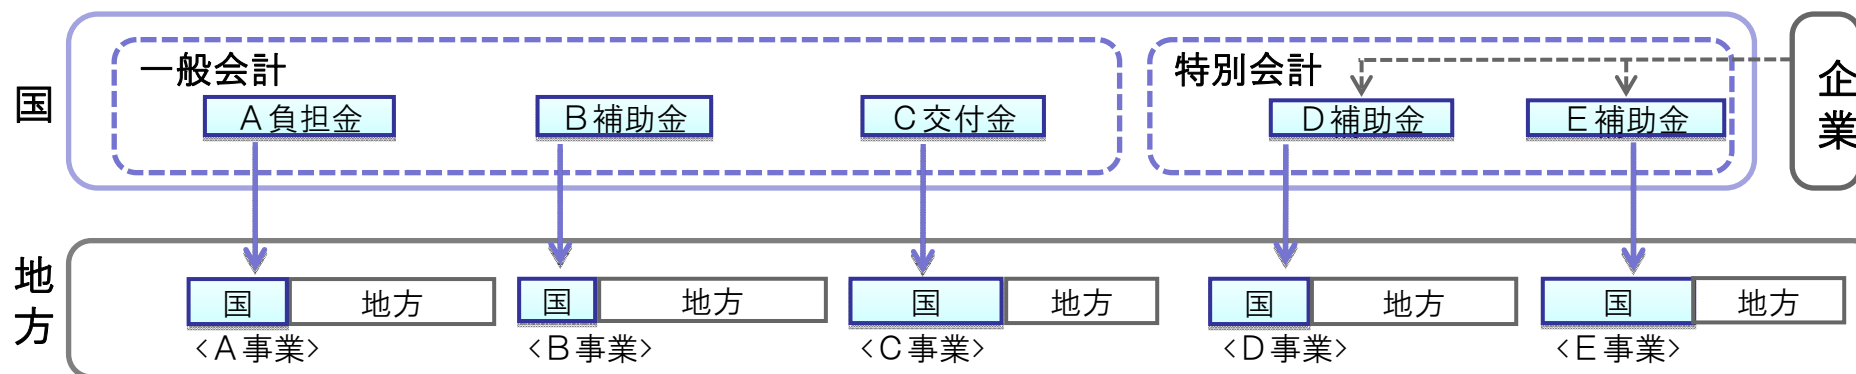 国
一般会計
特別会計
企業
A負担金
B補助金
C交付金
D補助金
E補助金
地方
国
地方
国
地方
国
地方
国
地方
国
地方
<A事業>
<B事業>
<C事業>
<D事業>
<E事業>